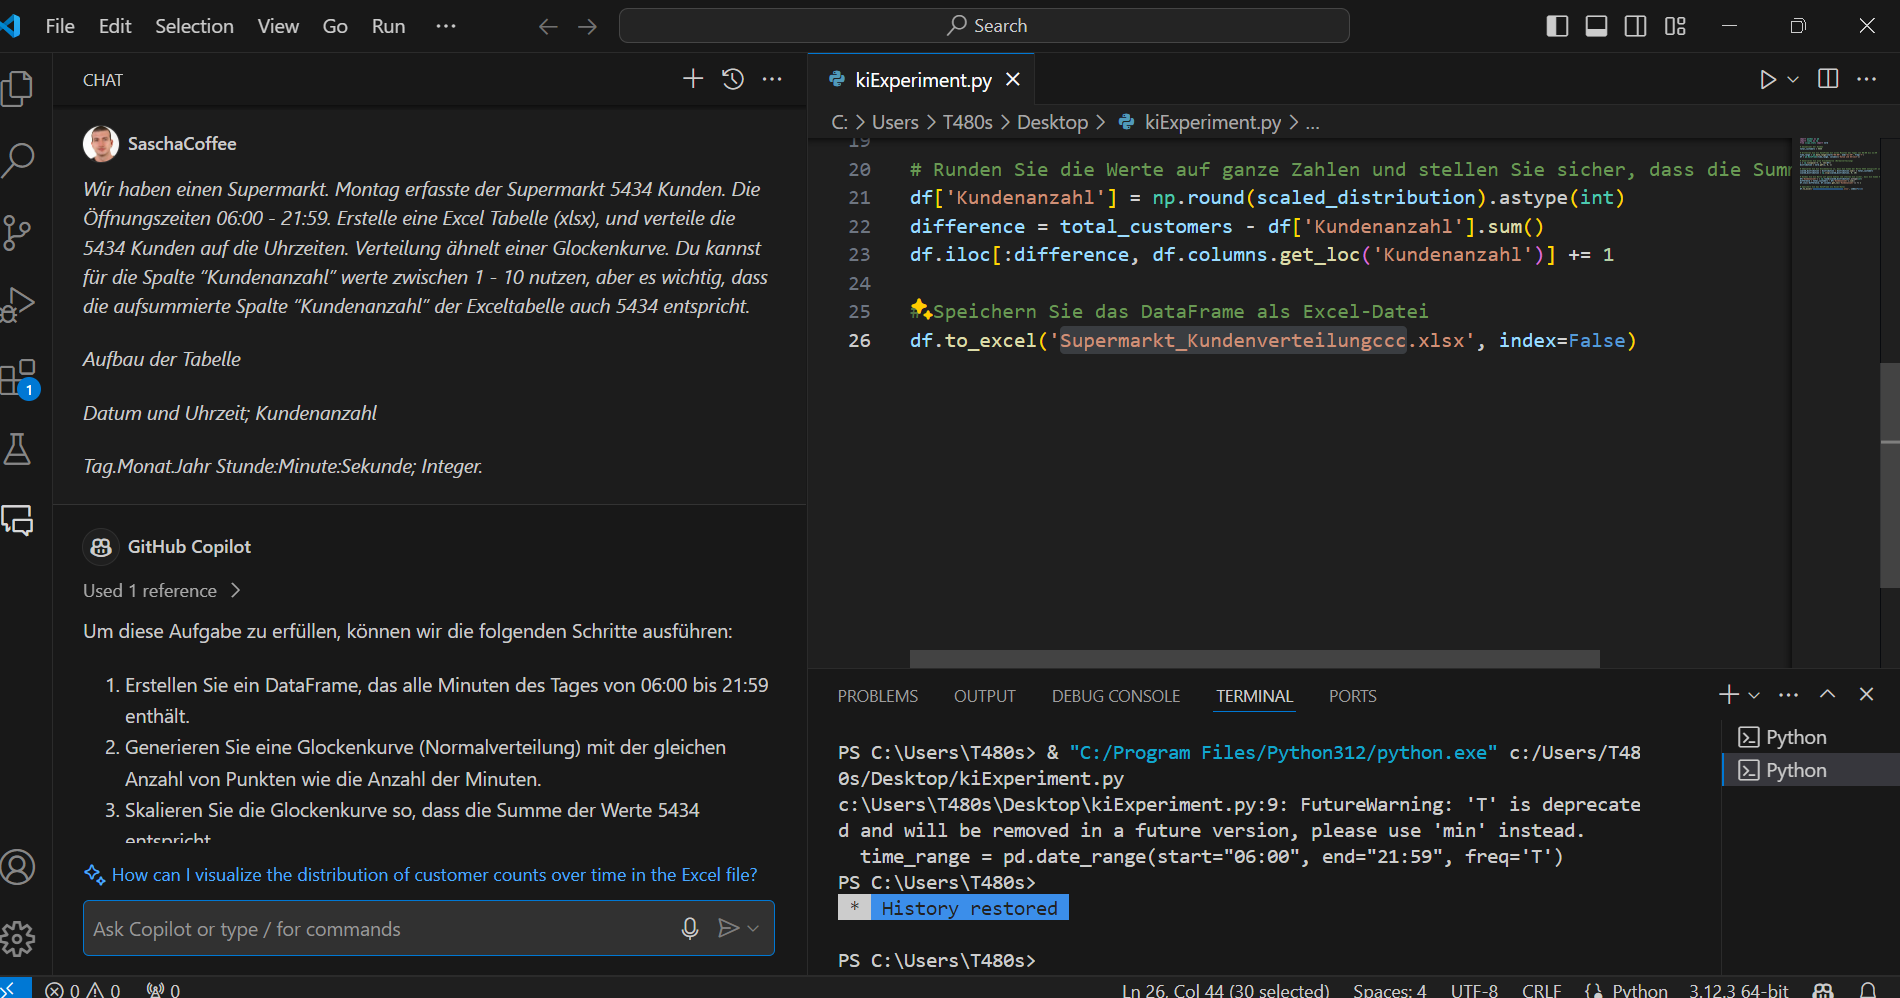 File Edit Selection View Go Run ···
Search
CHAT
SaschaCoffee
Wir haben einen Supermarkt. Montag erfasste der Supermarkt 5434 Kunden. Die
Öffnungszeiten 06:00 - 21:59. Erstelle eine Excel Tabelle (xlsx), und verteile die
5434 Kunden auf die Uhrzeiten. Verteilung ähnelt einer Glockenkurve. Du kannst
für die Spalte “Kundenanzahl” werte zwischen 1 - 10 nutzen, aber es wichtig, dass
die aufsummierte Spalte “Kundenanzahl” der Exceltabelle auch 5434 entspricht.
Aufbau der Tabelle
Datum und Uhrzeit; Kundenanzahl
Tag.Monat.Jahr Stunde:Minute:Sekunde; Integer.
GitHub Copilot
Used 1 reference >
Um diese Aufgabe zu erfüllen, können wir die folgenden Schritte ausführen:
1. Erstellen Sie ein DataFrame, das alle Minuten des Tages von 06:00 bis 21:59
enthält.
2. Generieren Sie eine Glockenkurve (Normalverteilung) mit der gleichen
Anzahl von Punkten wie die Anzahl der Minuten.
3. Skalieren Sie die Glockenkurve so, dass die Summe der Werte 5434
entspricht
How can I visualize the distribution of customer counts over time in the Excel file?
Ask Copilot or type / for commands
1
kiExperiment.py
C: > Users > T480s > Desktop > kiExperiment.py > ...
19
20 # Runden Sie die Werte auf ganze Zahlen und stellen Sie sicher, dass die Sum
21 df['Kundenanzahl'] = np.round(scaled_distribution).astype(int)
22 difference = total_customers - df['Kundenanzahl'].sum()
23 df.iloc[:difference, df.columns.get_loc('Kundenanzahl')] += 1
24
25 # Speichern Sie das DataFrame als Excel-Datei
26 df.to_excel('Supermarkt_Kundenverteilungccc.xlsx', index=False)
PROBLEMS OUTPUT DEBUG CONSOLE TERMINAL PORTS
PS C:\Users\T480s> & "C:/Program Files/Python312/python.exe" c:/Users/T48
0s/Desktop/kiExperiment.py
c:\Users\T480s\Desktop\kiExperiment.py:9: FutureWarning: 'T' is deprecate
d and will be removed in a future version, please use 'min' instead.
time_range = pd.date_range(start="06:00", end="21:59", freq='T')
PS C:\Users\T480s>
* History restored
PS C:\Users\T480s>
Python
Python
0 0 0
Ln 26, Col 44 (30 selected) Spaces: 4 UTF-8 CRLF Python 3.12.3 64-bit